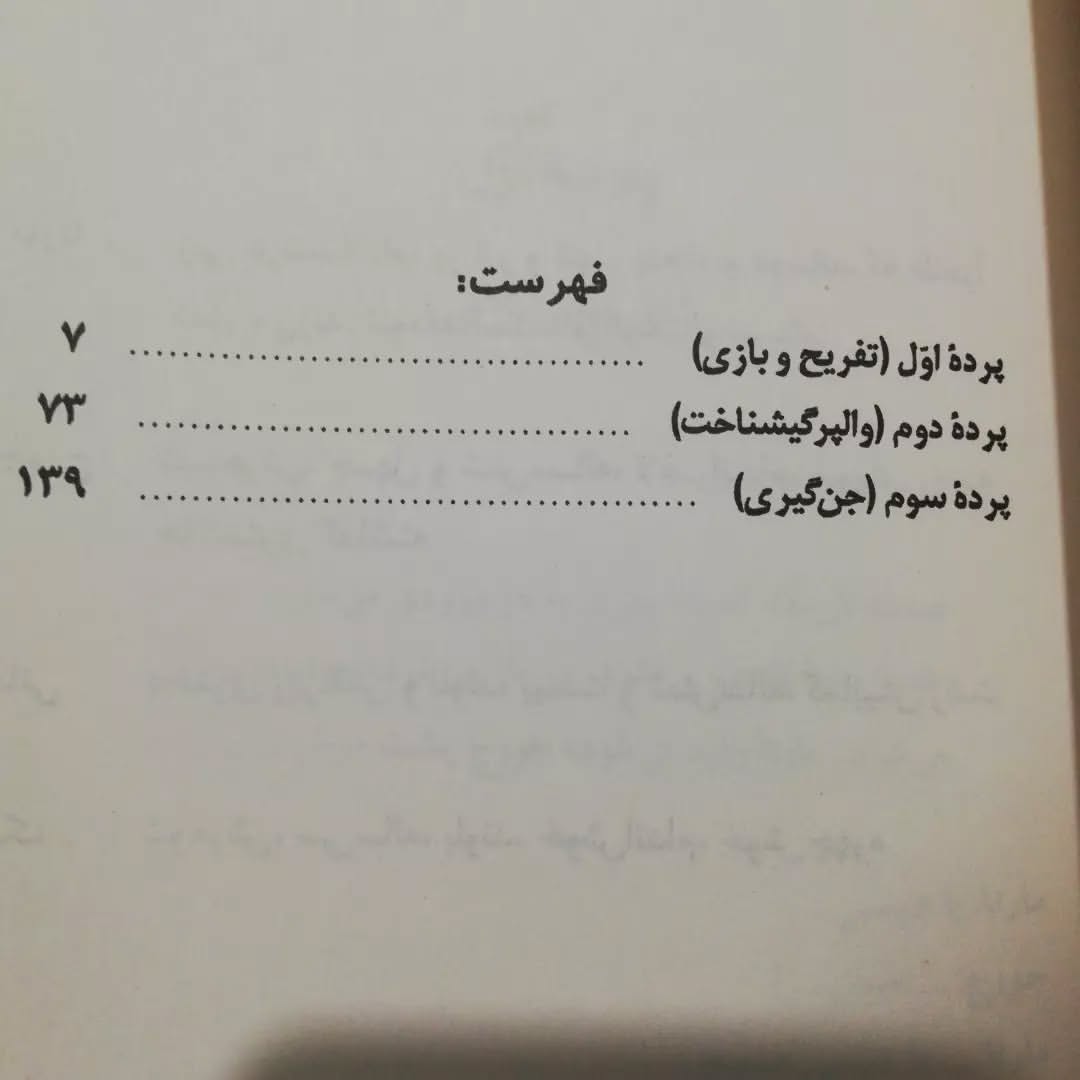 فهرست:
پردهٔ اوّل (تفریح و بازی) ........................................ ۷
پردهٔ دوم (والپرگیشناخت) ...................................... ۷۳
پردهٔ سوم (جن‌گیری) ........................................... ۱۳۹